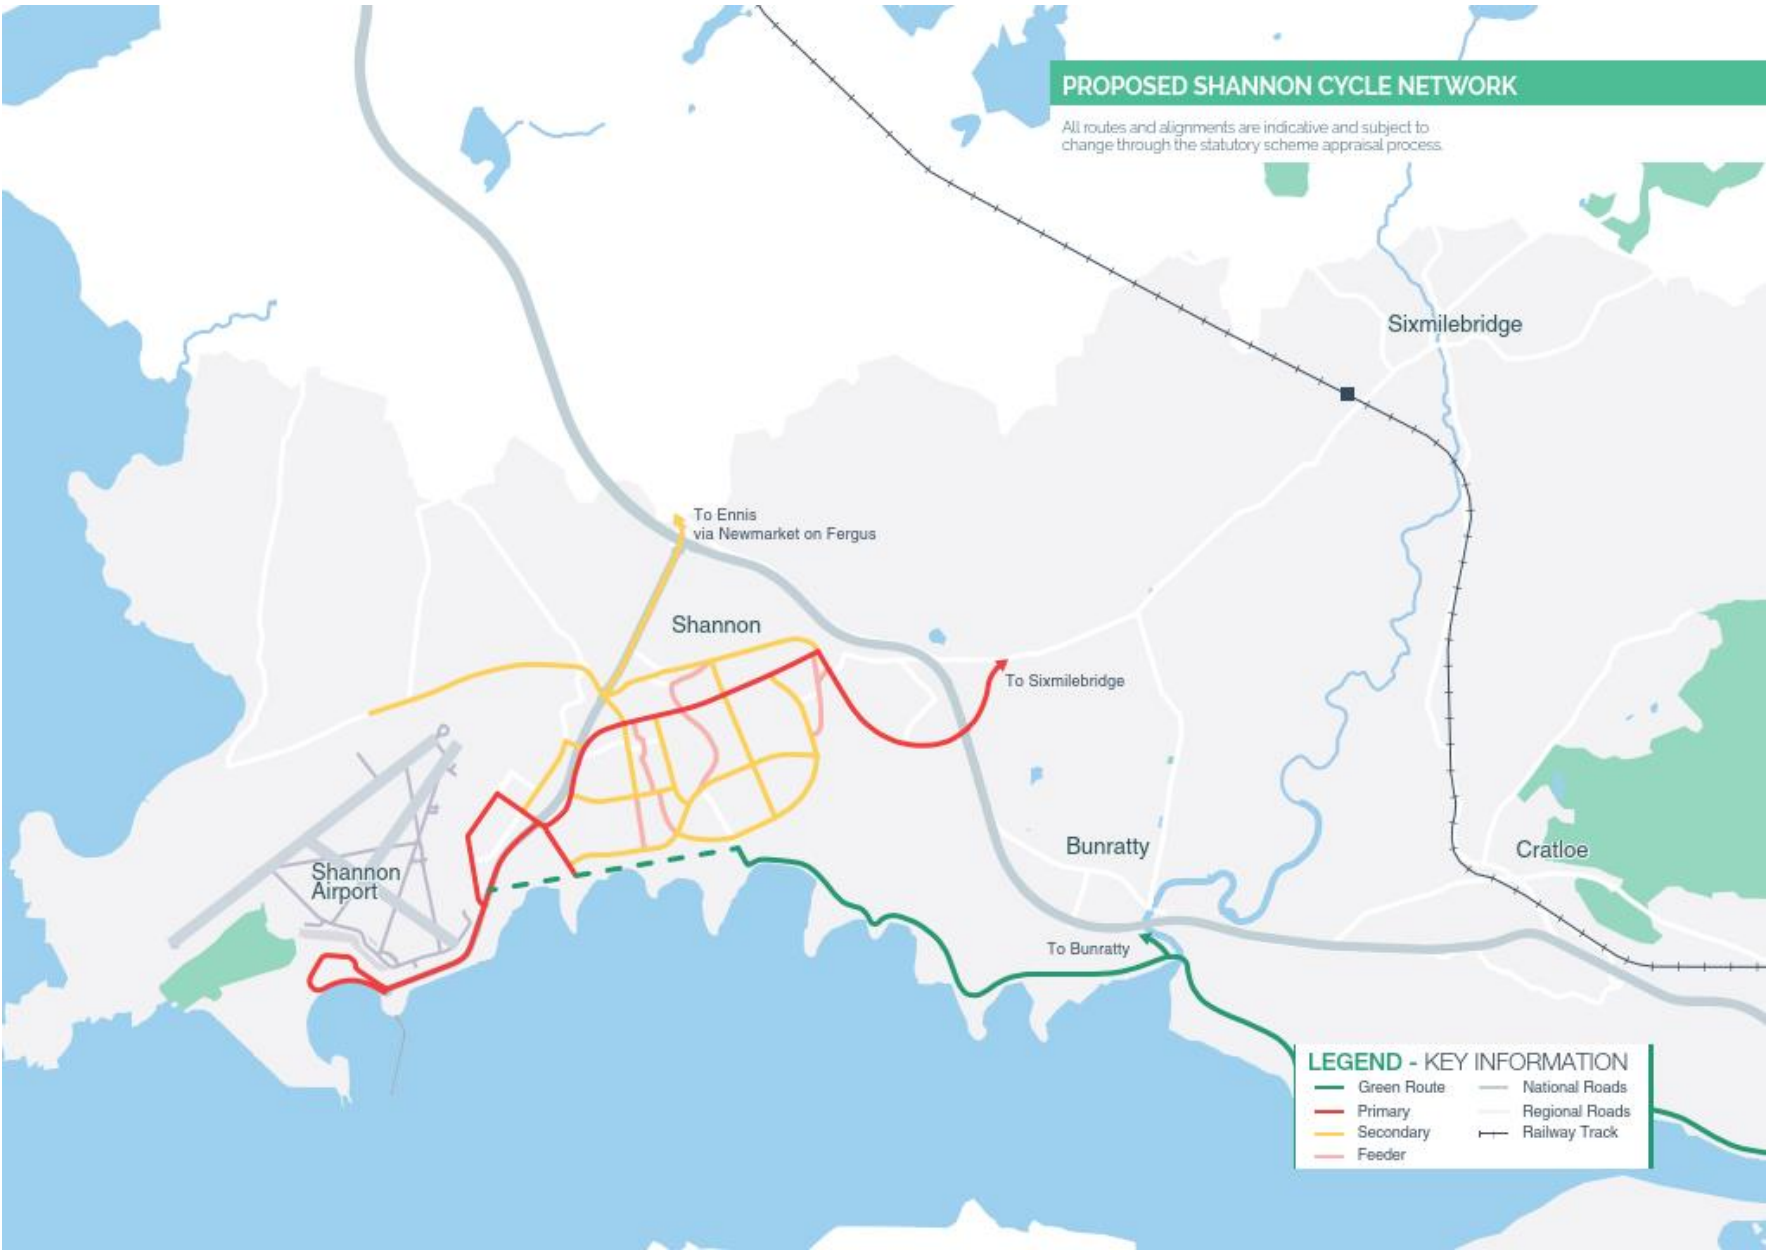 PROPOSED SHANNON CYCLE NETWORK
All routes and alignments are indicative and subject to
change through the statutory scheme appraisal process.
Sixmilebridge
To Ennis
via Newmarket on Fergus
Shannon
To Sixmilebridge
Bunratty
Cratloe
Shannon
Airport
To Bunratty
LEGEND - KEY INFORMATION
Green Route
National Roads
Primary
Regional Roads
Secondary
Railway Track
Feeder